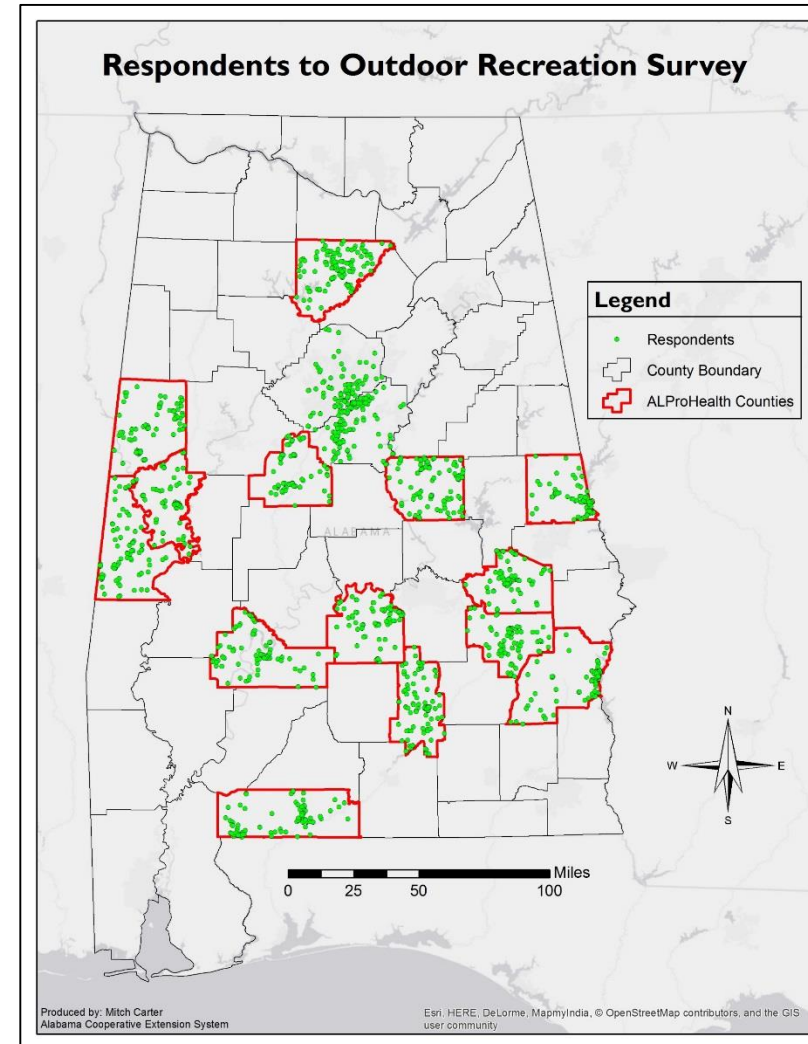 Respondents to Outdoor Recreation Survey
Legend
Respondents
County Boundary
ALProHealth Counties
ALABAMA
N
W E
S
Miles
0 25 50 100
Produced by: Mitch Carter
Alabama Cooperative Extension System
Esri, HERE, DeLorme, MapmyIndia, © OpenStreetMap contributors, and the GIS
user community